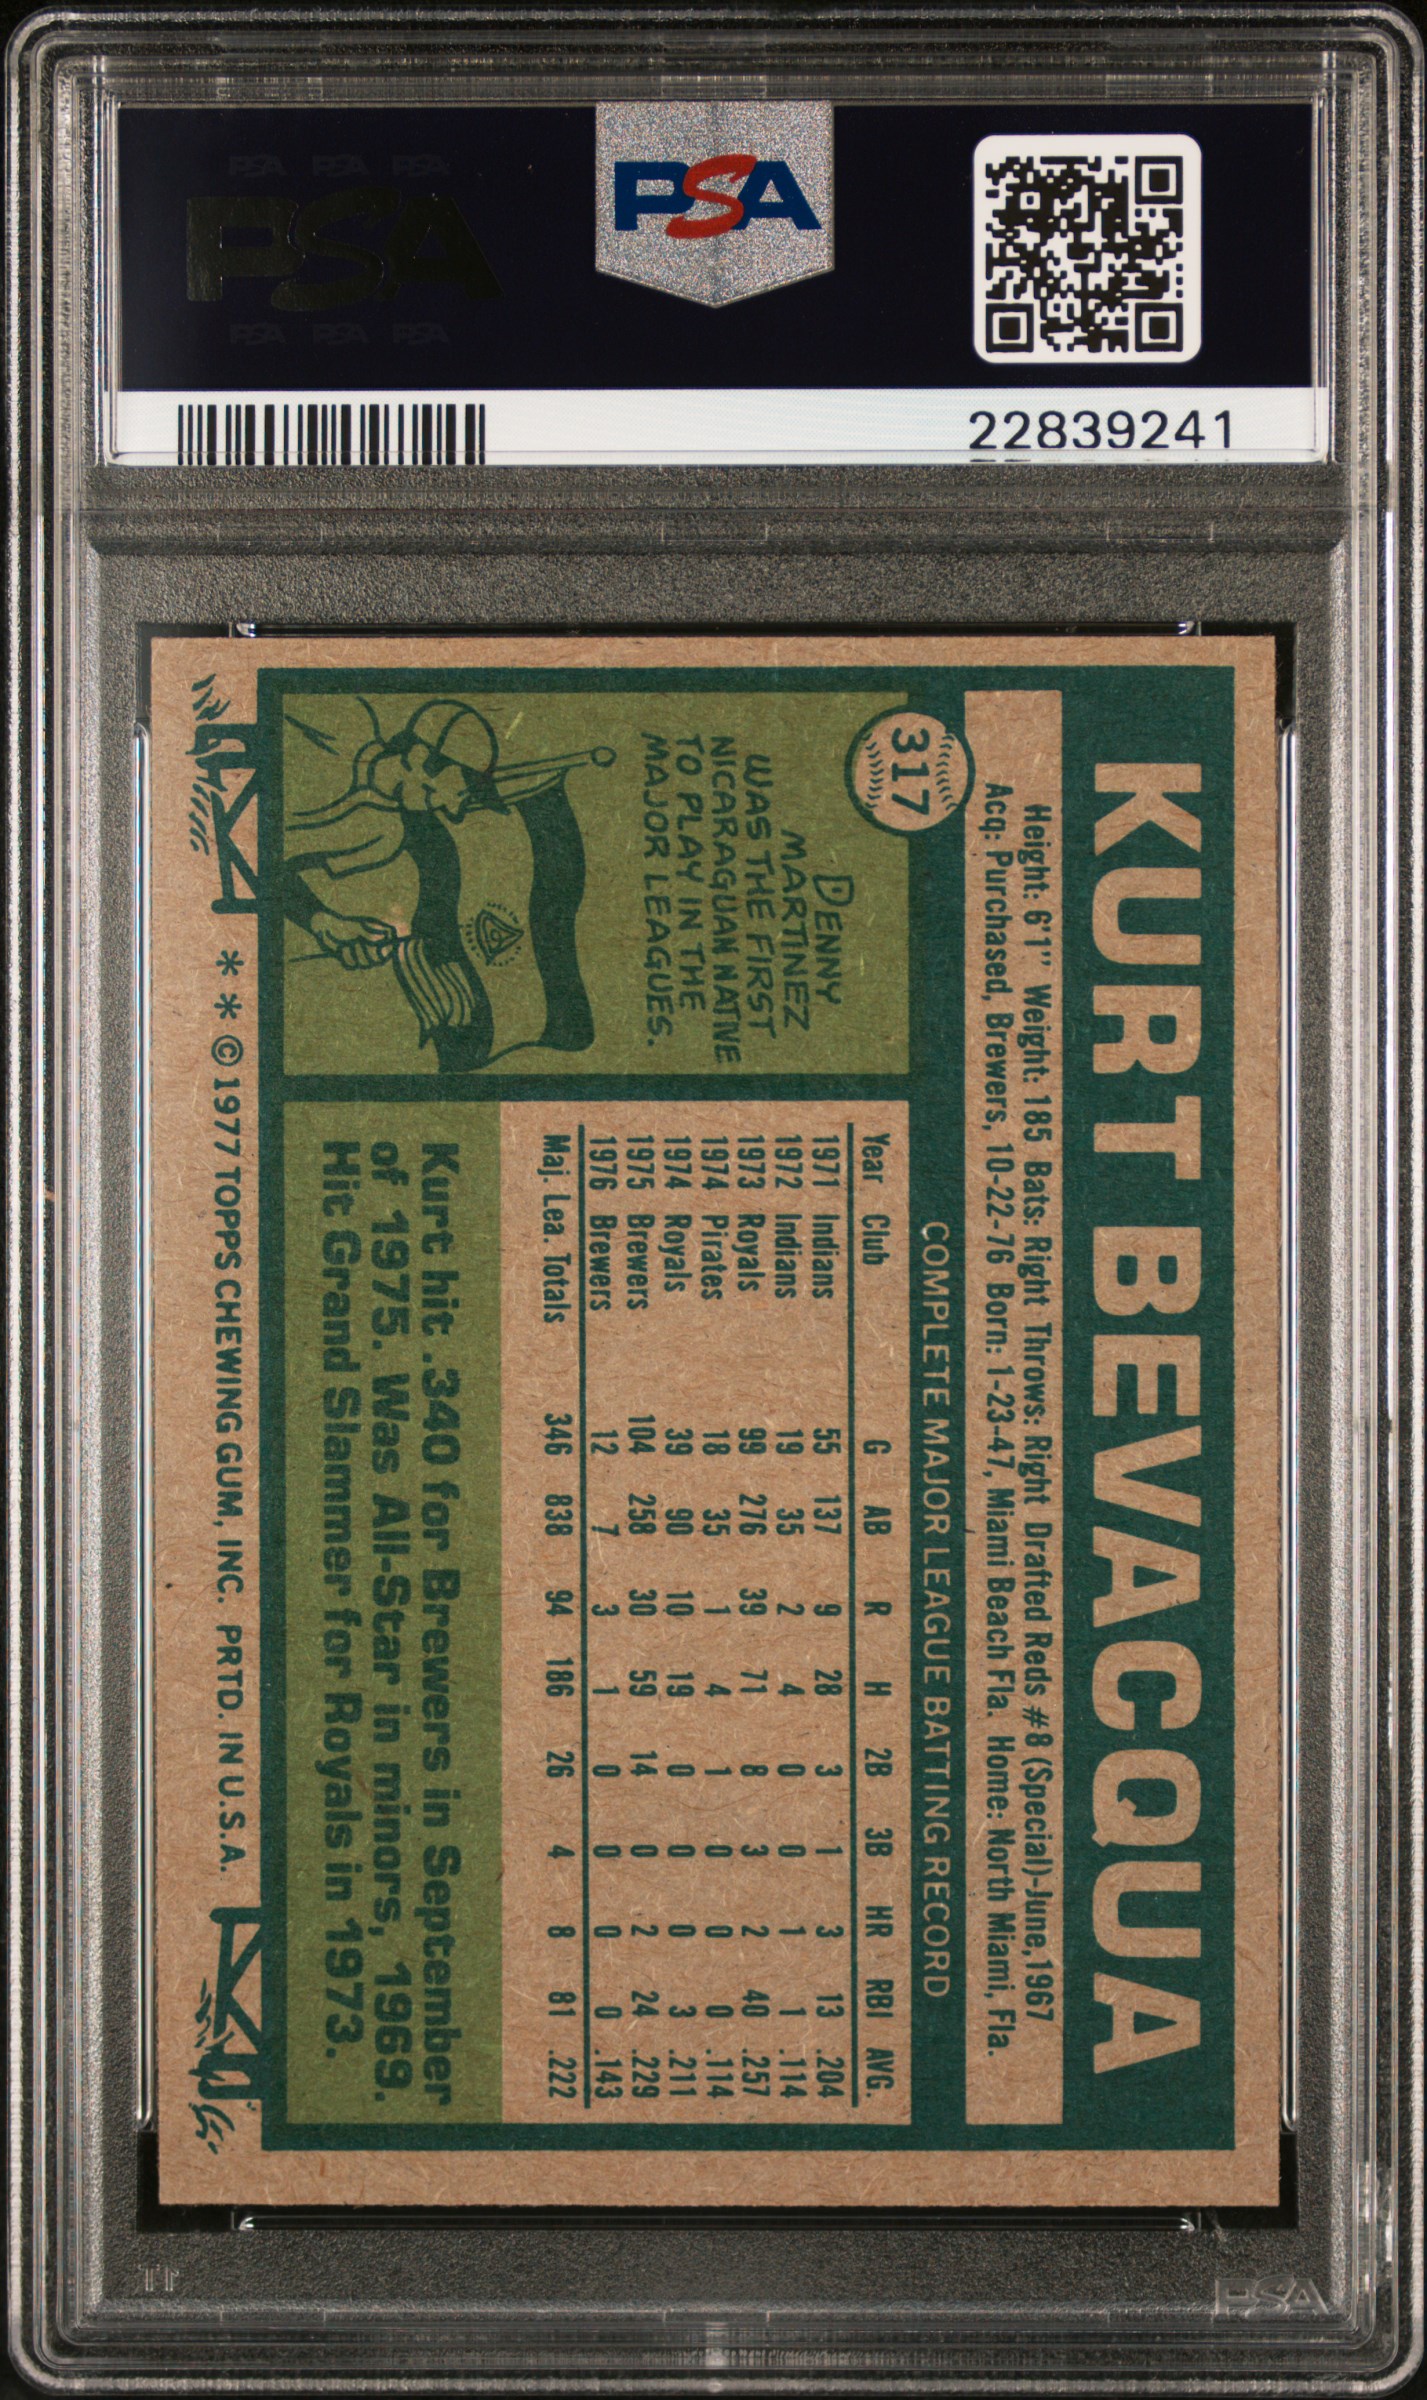 PSA PSA PSA
PSA
PSA PSA PSA
PSA
22839241
KURT BEVACQUA
Height: 6'1" Weight: 185 Bats: Right Throws: Right Drafted Reds #8 (Special)-June, 1967
Acq: Purchased, Brewers, 10-22-76 Born: 1-23-47, Miami Beach Fla. Home: North Miami, Fla.
317
COMPLETE MAJOR LEAGUE BATTING RECORD
DENNY
MARTINEZ
WAS THE FIRST
NICARAGUAN NATIVE
TO PLAY IN THE
MAJOR LEAGUES.
Year Club G AB R H 2B 3B HR RBI AVG.
1971 Indians 55 137 9 28 3 1 3 13 .204
1972 Indians 19 35 2 4 0 0 1 1 .114
1973 Royals 99 276 39 71 8 3 2 40 .257
1974 Pirates 18 35 1 4 1 0 0 0 .114
1974 Royals 39 90 10 19 0 0 0 3 .211
1975 Brewers 104 258 30 59 14 0 2 24 .229
1976 Brewers 12 7 3 1 0 0 0 0 .143
Maj. Lea. Totals 346 838 94 186 26 4 8 81 .222
Kurt hit .340 for Brewers in September
of 1975. Was All-Star in minors, 1969.
Hit Grand Slammer for Royals in 1973.
* * © 1977 TOPPS CHEWING GUM, INC. PRTD. IN U.S.A.
PSA